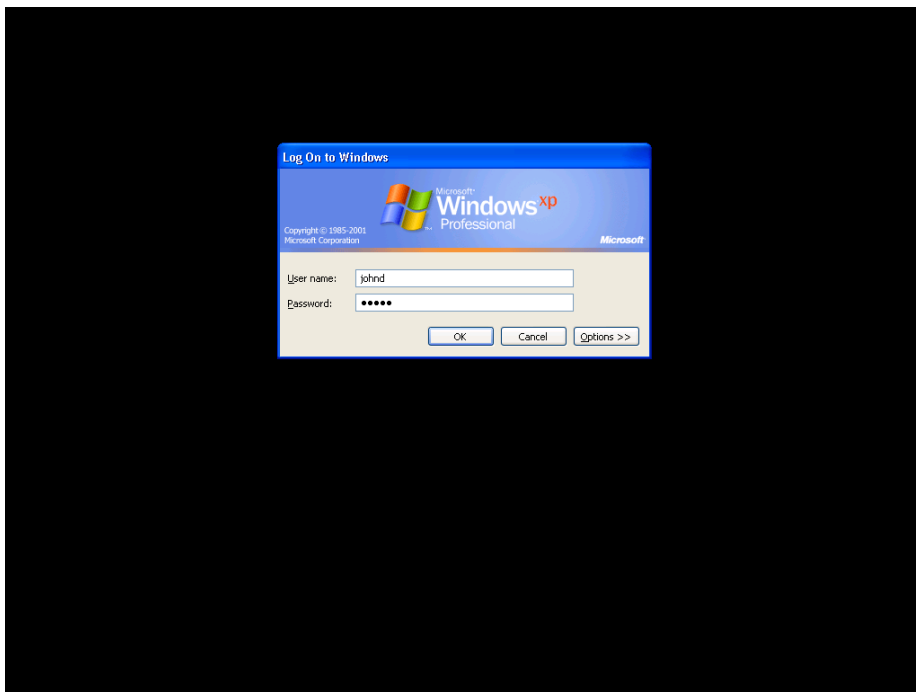 Log On to Windows
Microsoft
Windows xp
Professional
Copyright © 1985-2001
Microsoft Corporation
Microsoft
User name: johnd
Password: •••••
OK Cancel Options >>